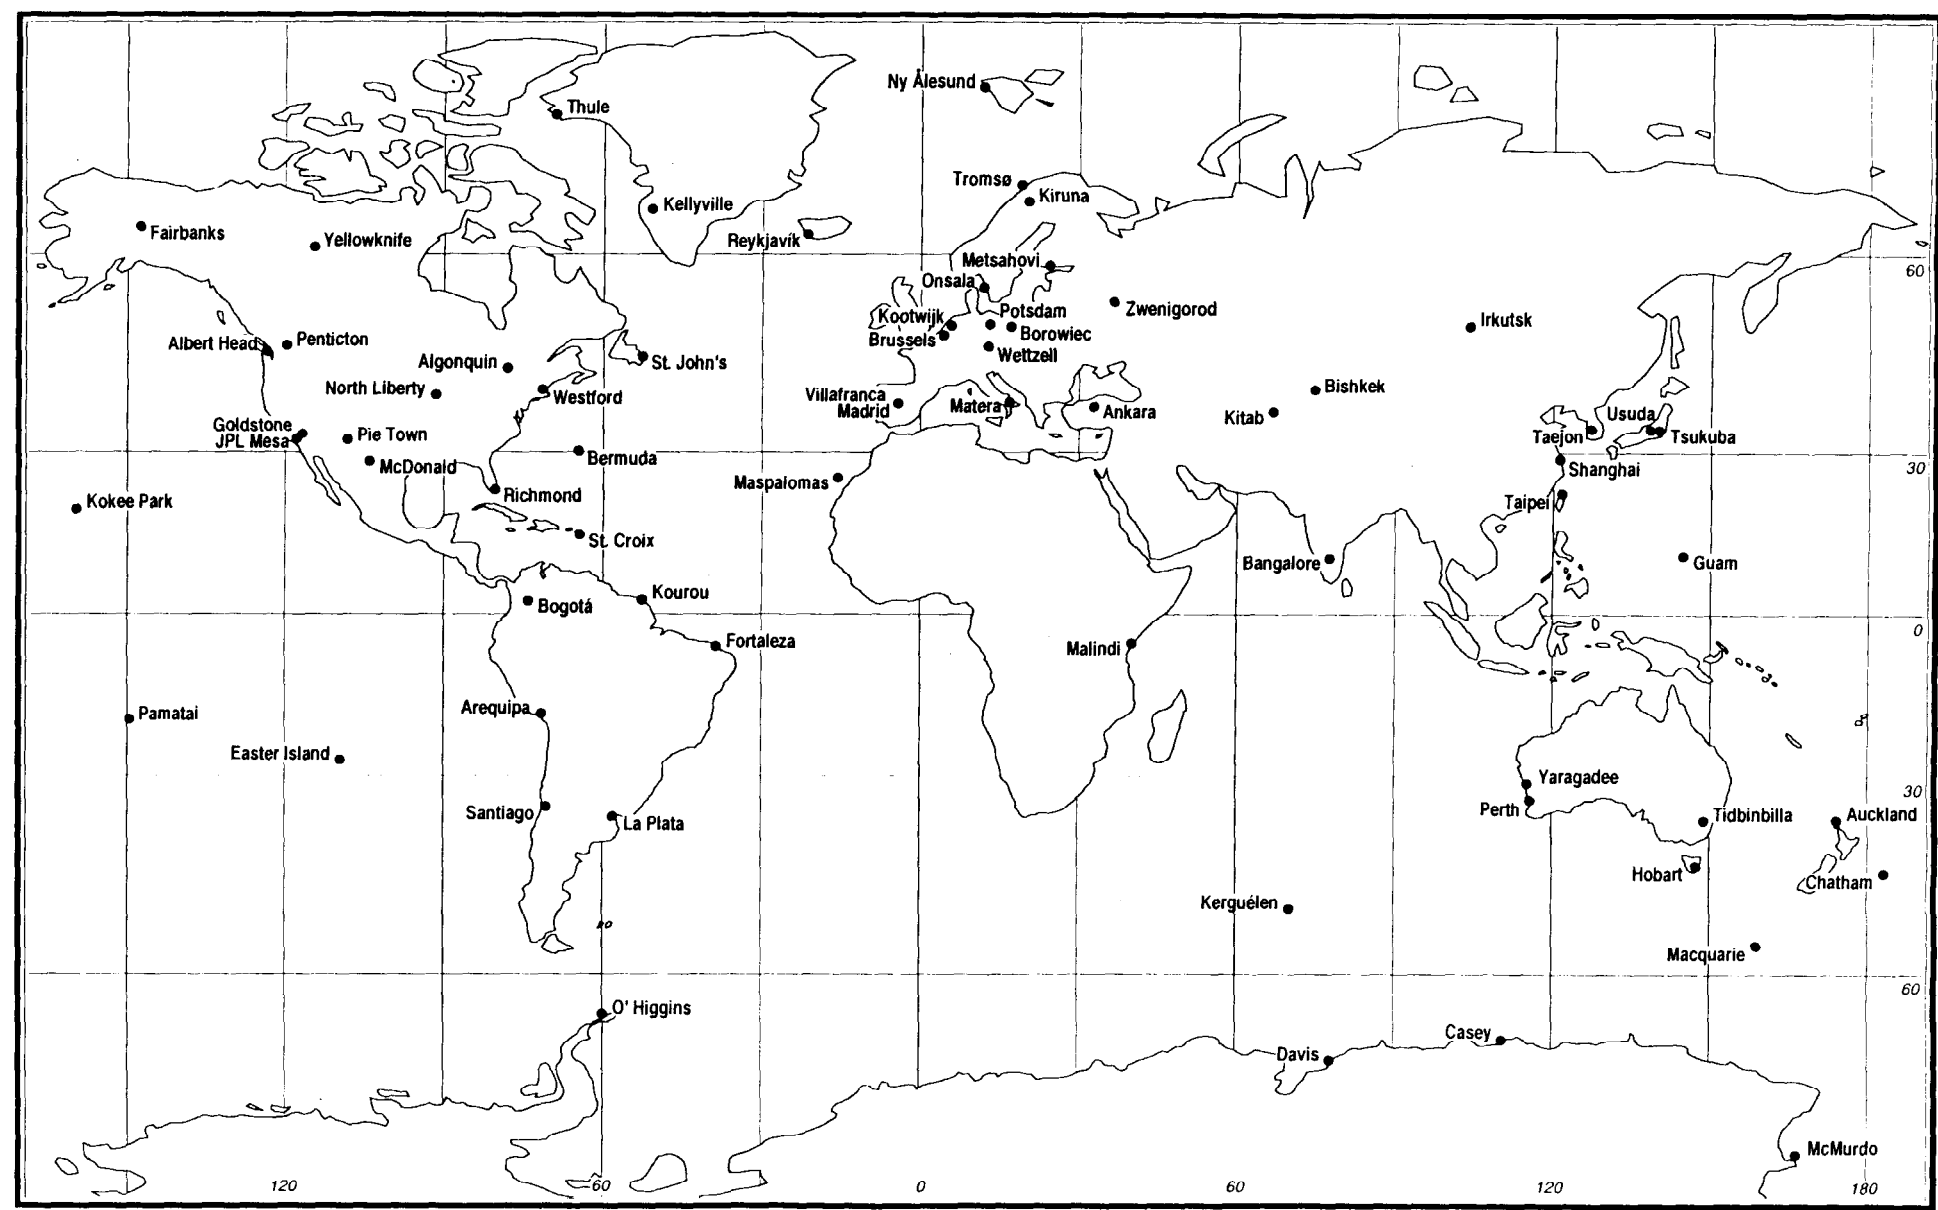 Ny Ålesund
Thule
Tromsø
Kiruna
Kellyville
Fairbanks
Yellowknife
Reykjavík
Metsahovi
60
Onsala
Zwenigorod
Potsdam
Kootwijk
Irkutsk
Borowiec
Brussels
Albert Head
Penticton
Wettzell
Algonquin
St. John's
North Liberty
Westford
Villafranca
Madrid
Matera
Ankara
Bishkek
Kitab
Usuda
Goldstone
JPL Mesa
Pie Town
Taejon
Tsukuba
McDonald
Bermuda
Shanghai
30
Maspalomas
Richmond
Kokee Park
Taipei
St. Croix
Bangalore
Guam
Kourou
Bogotá
0
Fortaleza
Malindi
Arequipa
Pamatai
Easter Island
Yaragadee
30
Santiago
La Plata
Perth
Tidbinbilla
Auckland
Hobart
Chatham
Kerguélen
Macquarie
60
O' Higgins
Casey
Davis
McMurdo
120
60
0
60
120
180